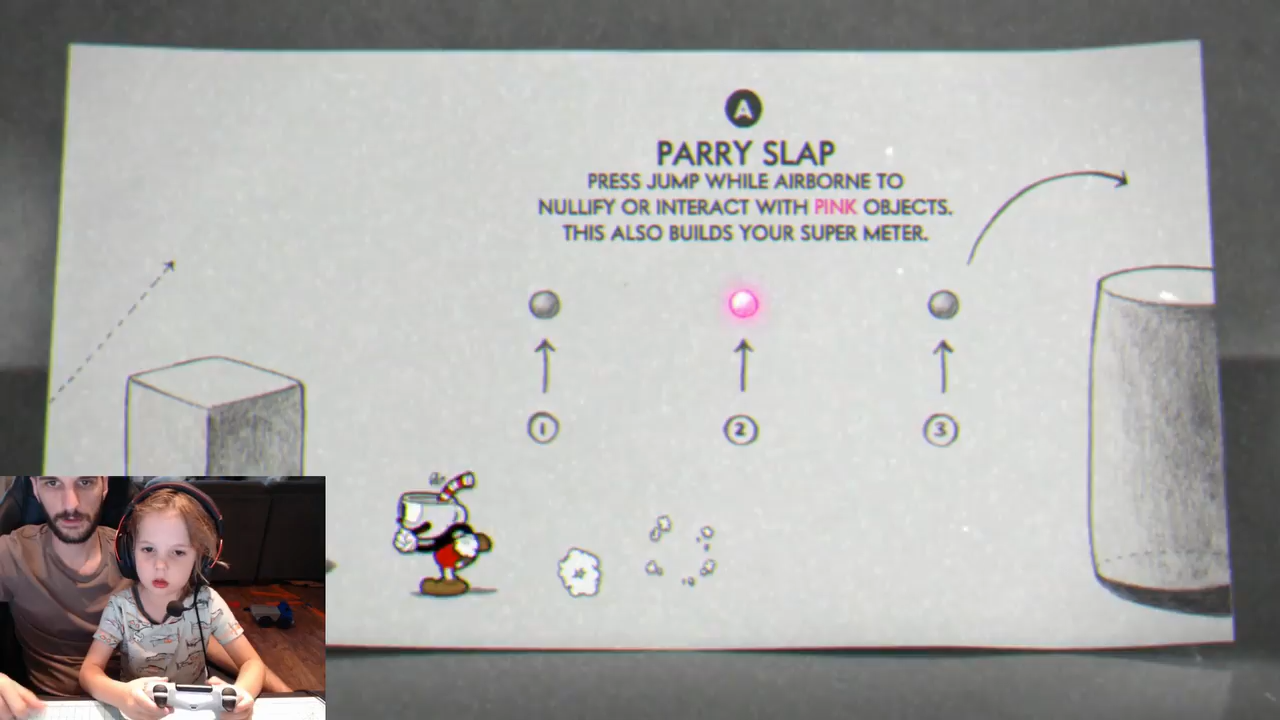 A
PARRY SLAP
PRESS JUMP WHILE AIRBORNE TO
NULLIFY OR INTERACT WITH PINK OBJECTS.
THIS ALSO BUILDS YOUR SUPER METER.
1 2 3